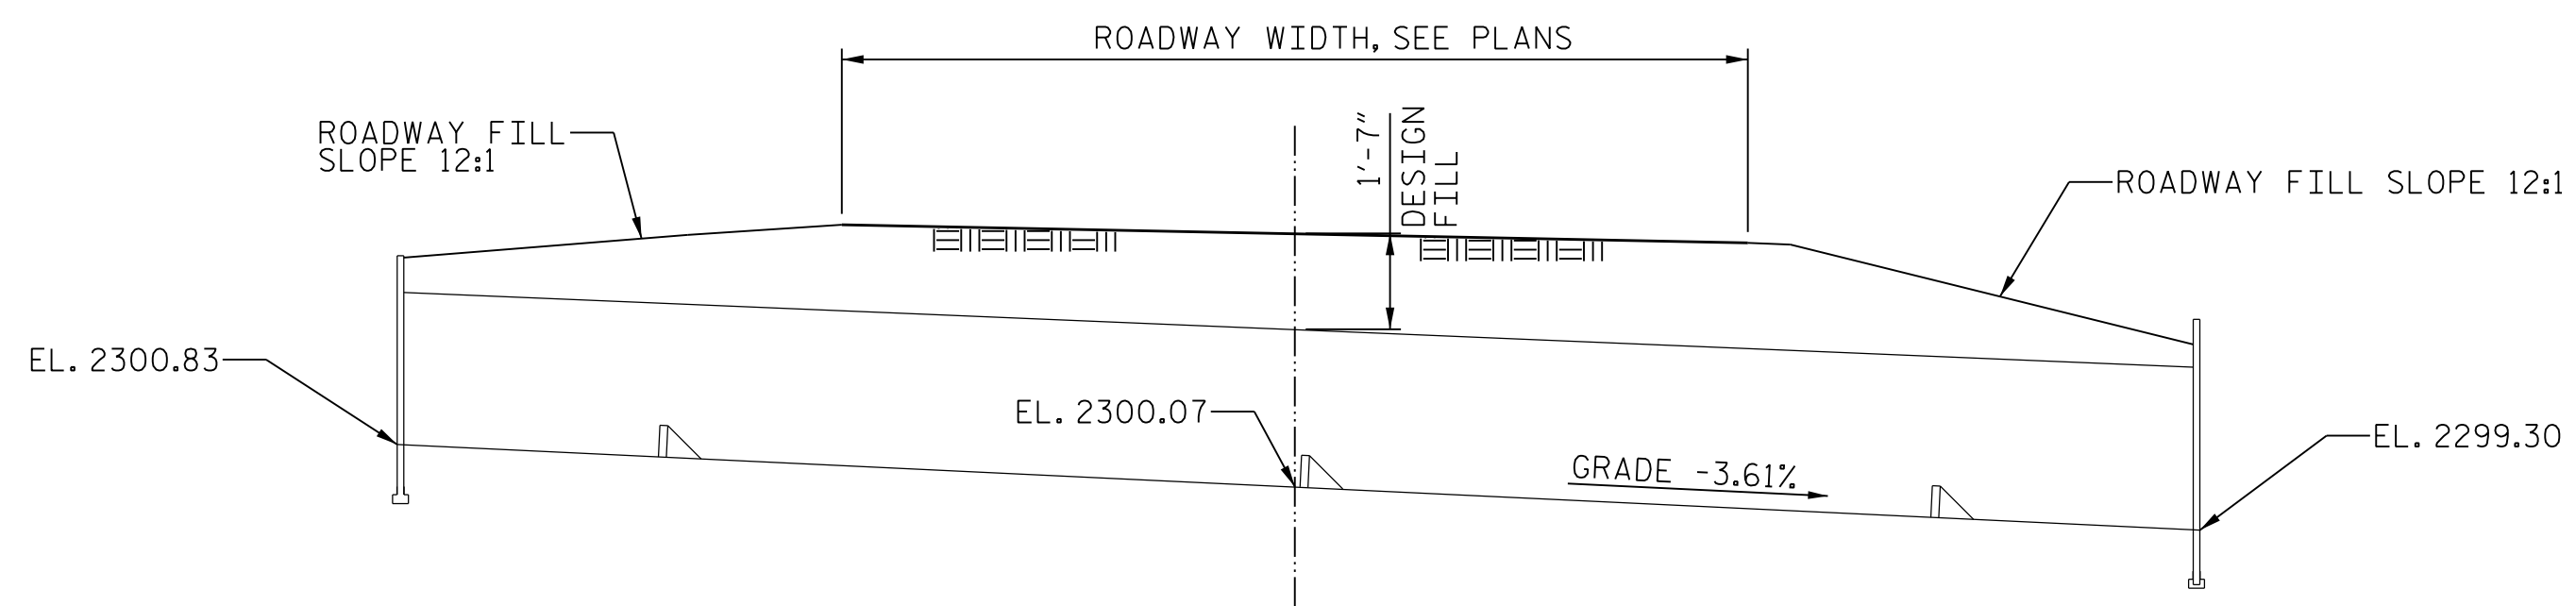 ROADWAY WIDTH, SEE PLANS
ROADWAY FILL
SLOPE 12:1
1'-7"
DESIGN
FILL
ROADWAY FILL SLOPE 12:1
EL. 2300.83
EL. 2300.07
GRADE -3.61%
EL. 2299.30